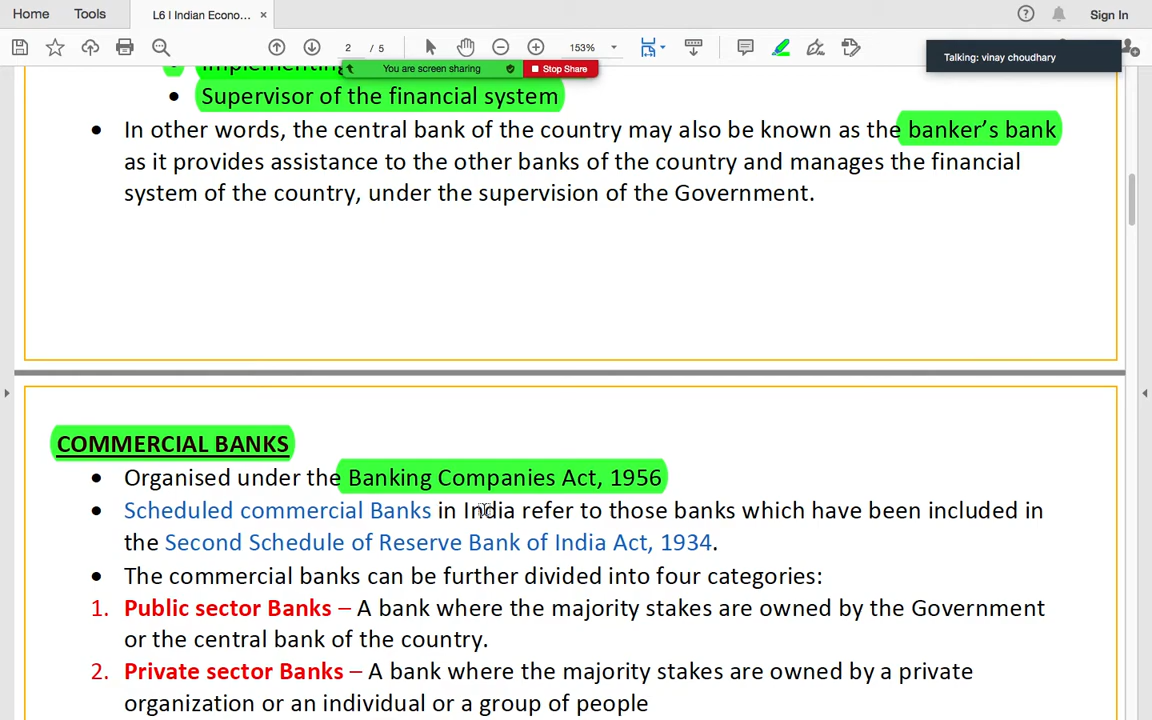 Home Tools L6 I Indian Econo... × Sign In
2 / 5 153%
Talking: vinay choudhary
You are screen sharing Stop Share
• Implementing
• Supervisor of the financial system
• In other words, the central bank of the country may also be known as the banker's bank
as it provides assistance to the other banks of the country and manages the financial
system of the country, under the supervision of the Government.
COMMERCIAL BANKS
• Organised under the Banking Companies Act, 1956
• Scheduled commercial Banks in India refer to those banks which have been included in
the Second Schedule of Reserve Bank of India Act, 1934.
• The commercial banks can be further divided into four categories:
1. Public sector Banks – A bank where the majority stakes are owned by the Government
or the central bank of the country.
2. Private sector Banks – A bank where the majority stakes are owned by a private
organization or an individual or a group of people